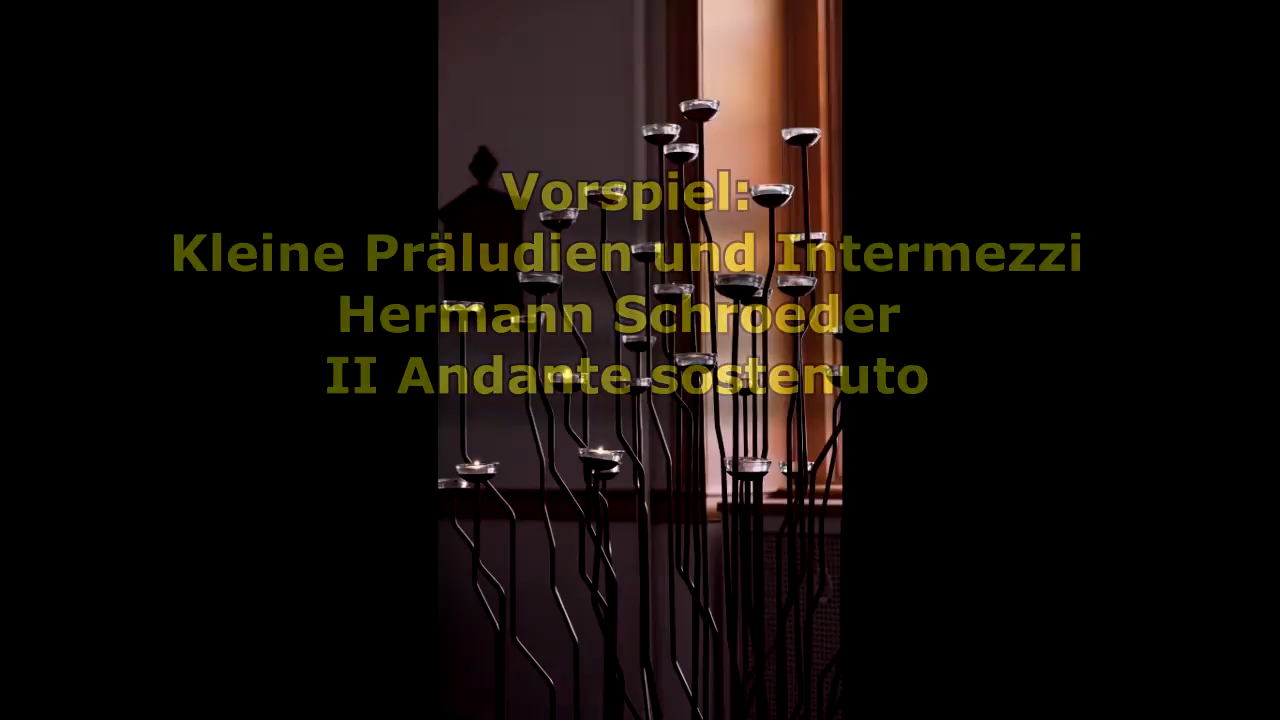 Vorspiel:
Kleine Präludien und Intermezzi
Hermann Schroeder
II Andante sostenuto